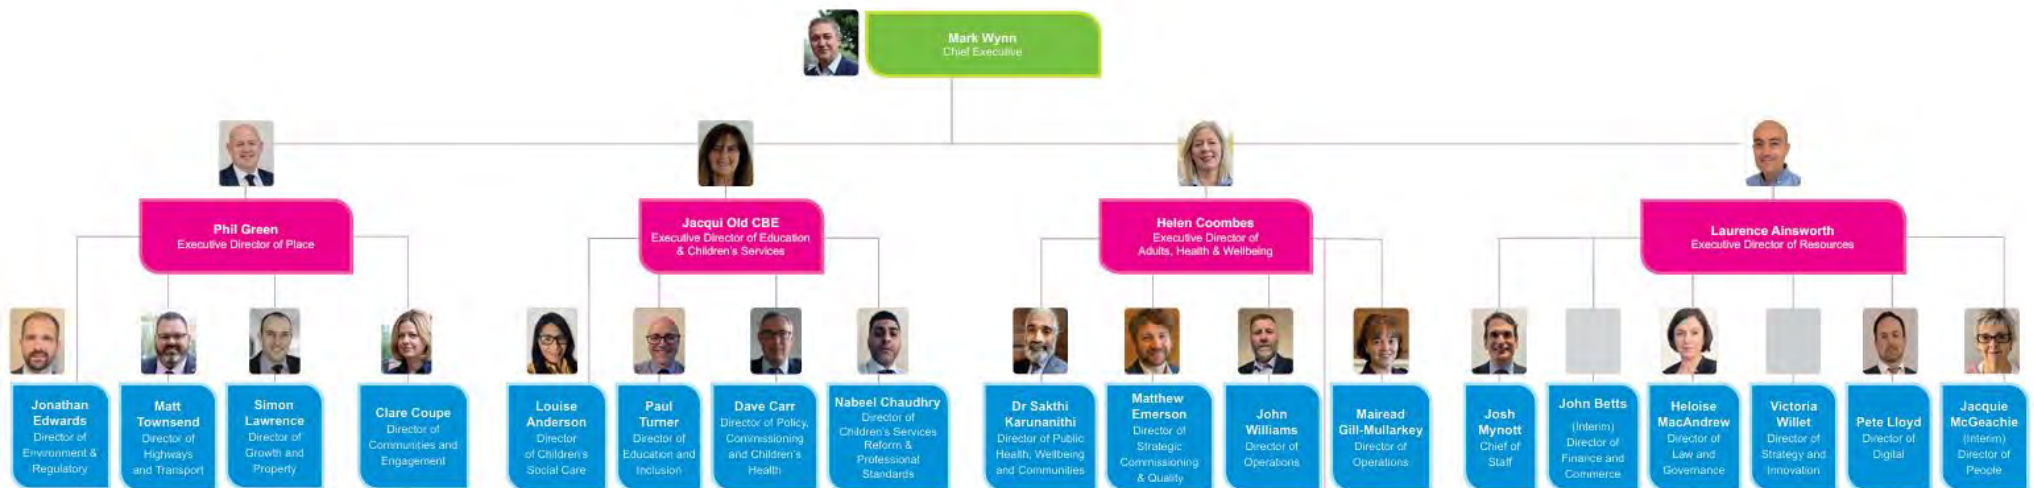 Mark Wynn
Chief Executive
Phil Green
Executive Director of Place
Jacqui Old CBE
Executive Director of Education
& Children's Services
Helen Coombes
Executive Director of
Adults, Health & Wellbeing
Laurence Ainsworth
Executive Director of Resources
Jonathan
Edwards
Director of
Environment &
Regulatory
Matt
Townsend
Director of
Highways
and Transport
Simon
Lawrence
Director of
Growth and
Property
Clare Coupe
Director of
Communities and
Engagement
Louise
Anderson
Director
of Children's
Social Care
Paul
Turner
Director of
Education and
Inclusion
Dave Carr
Director of Policy,
Commissioning
and Children's
Health
Nabeel Chaudhry
Director of
Children's Services
Reform &
Professional
Standards
Dr Sakthi
Karunanithi
Director of Public
Health, Wellbeing
and Communities
Matthew
Emerson
Director of
Strategic
Commissioning
& Quality
John
Williams
Director of
Operations
Mairead
Gill-Mullarkey
Director of
Operations
Josh
Mynott
Chief of
Staff
John Betts
(Interim)
Director of
Finance and
Commerce
Heloise
MacAndrew
Director of
Law and
Governance
Victoria
Willet
Director of
Strategy and
Innovation
Pete Lloyd
Director of
Digital
Jacquie
McGeachie
(Interim)
Director of
People